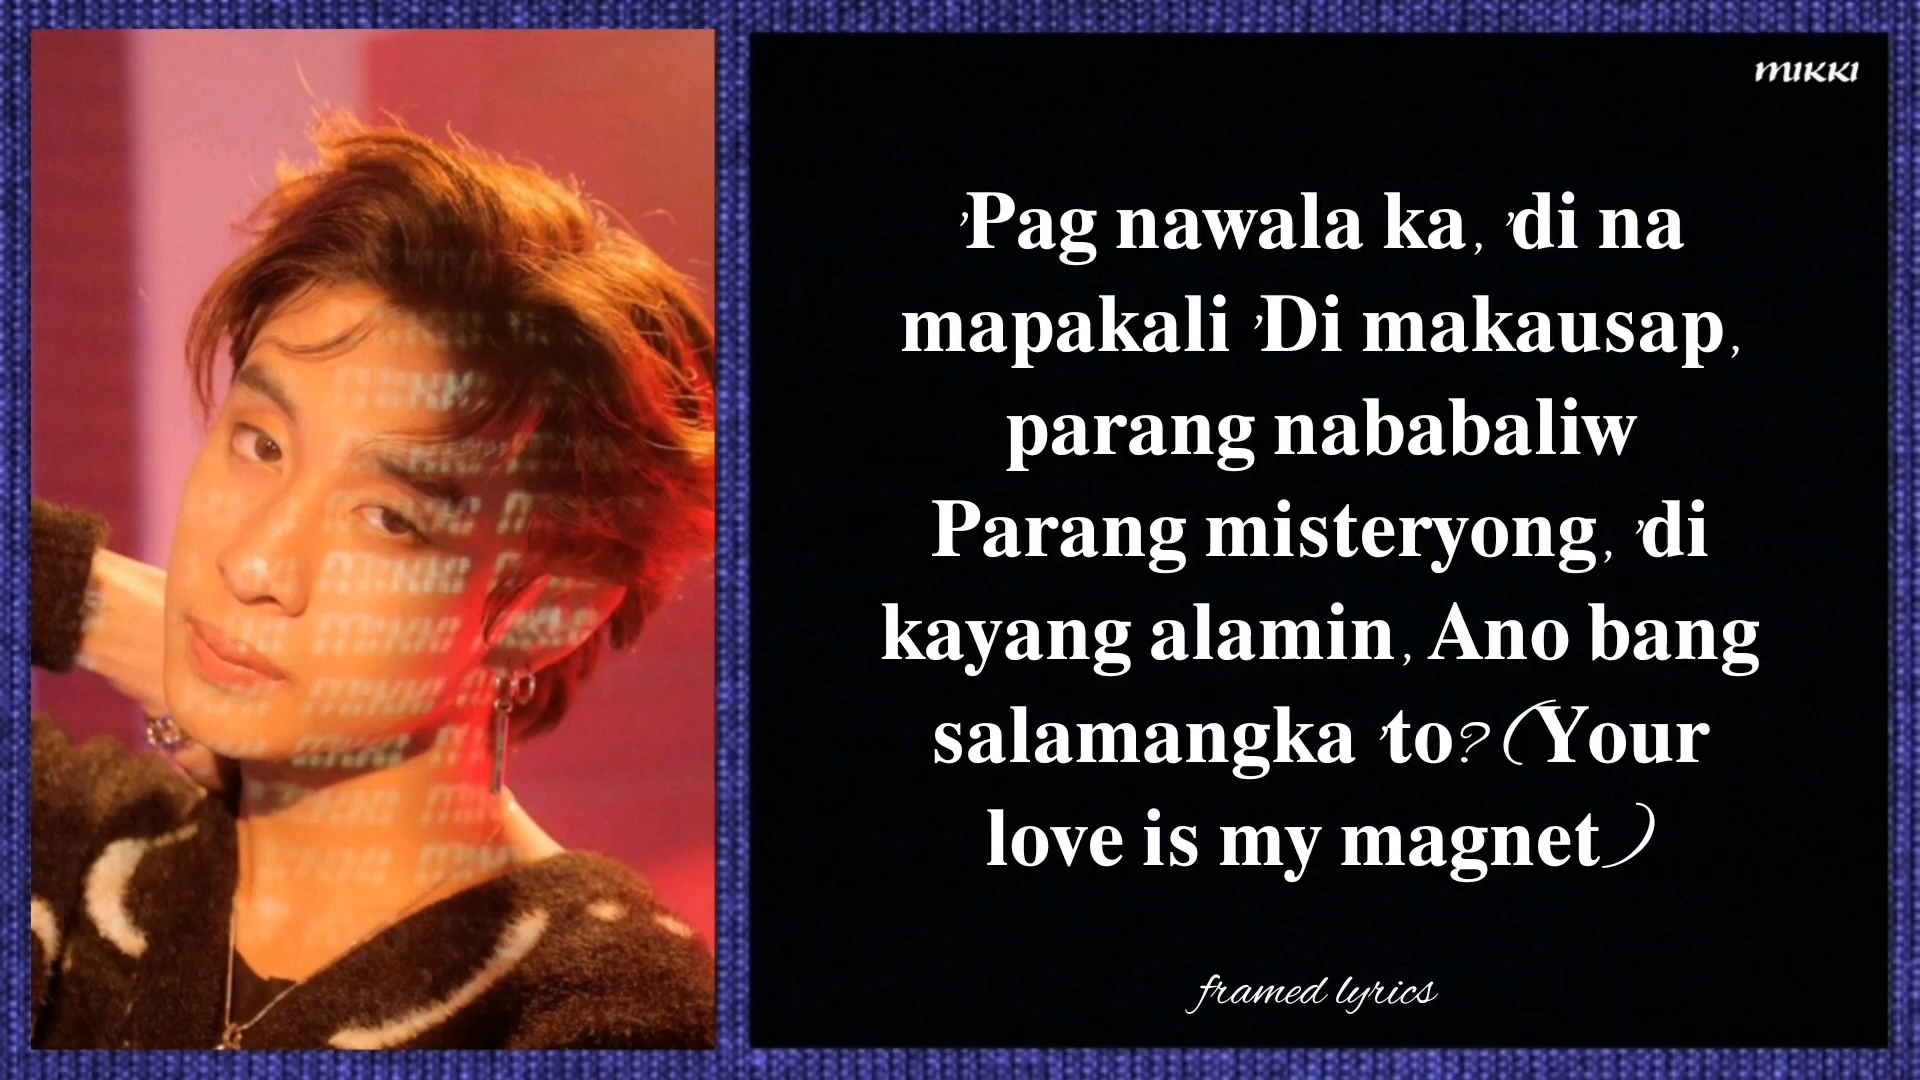 MIKKI
'Pag nawala ka, 'di na
mapakali 'Di makausap,
parang nababaliw
Parang misteryong, 'di
kayang alamin, Ano bang
salamangka 'to? (Your
love is my magnet)
framed lyrics